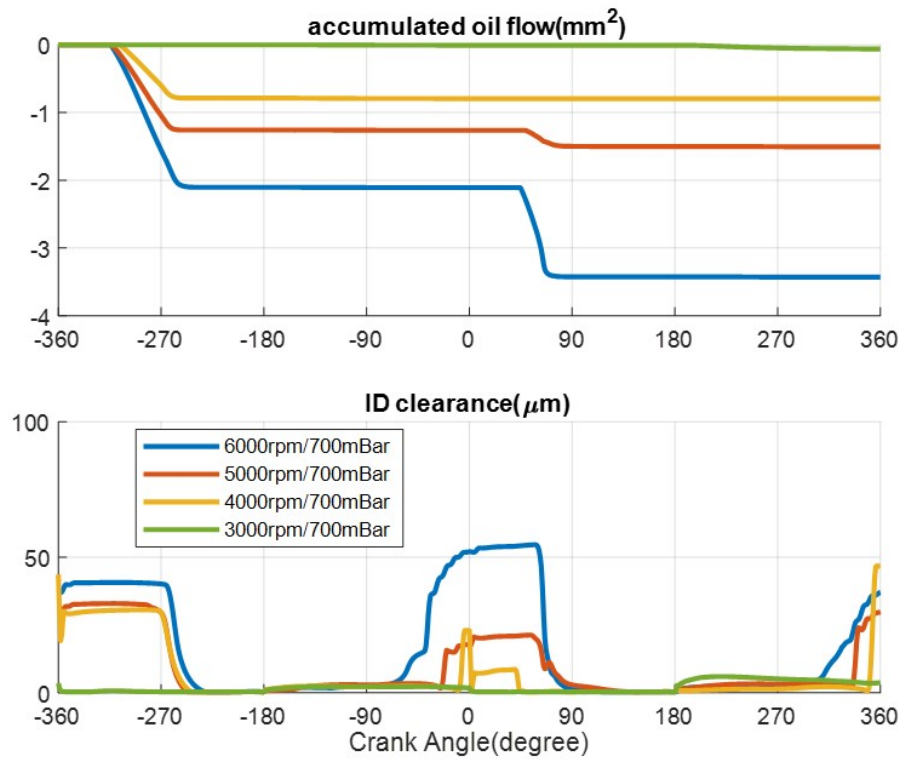 accumulated oil flow(mm²)
0
-1
-2
-3
-4
-360 -270 -180 -90 0 90 180 270 360
ID clearance(μm)
100
50
0
6000rpm/700mBar
5000rpm/700mBar
4000rpm/700mBar
3000rpm/700mBar
-360 -270 -180 -90 0 90 180 270 360
Crank Angle(degree)